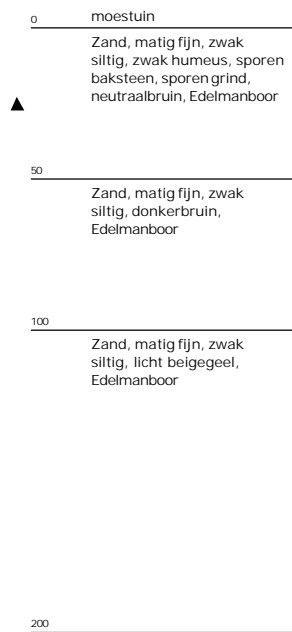 0 moestuin
Zand, matig fijn, zwak
siltig, zwak humeus, sporen
baksteen, sporen grind,
neutraalbruin, Edelmanboor
50
Zand, matig fijn, zwak
siltig, donkerbruin,
Edelmanboor
100
Zand, matig fijn, zwak
siltig, licht beigegeel,
Edelmanboor
200